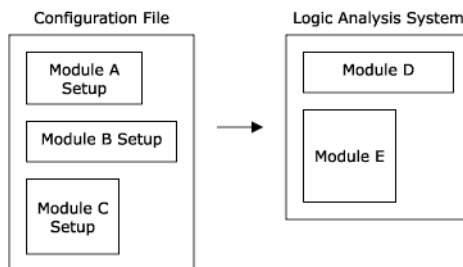 Configuration File
Module A
Setup
Module B Setup
Module C
Setup
Logic Analysis System
Module D
Module E